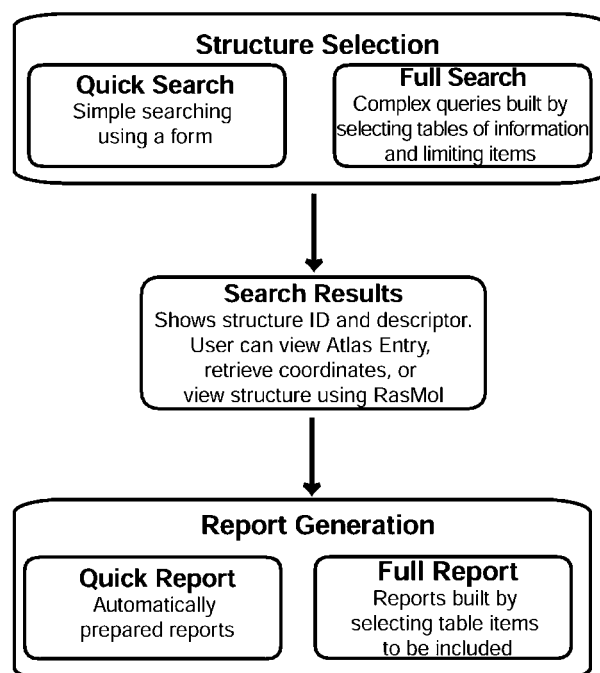 Structure Selection
Quick Search
Simple searching
using a form
Full Search
Complex queries built by
selecting tables of information
and limiting items
Search Results
Shows structure ID and descriptor.
User can view Atlas Entry,
retrieve coordinates, or
view structure using RasMol
Report Generation
Quick Report
Automatically
prepared reports
Full Report
Reports built by
selecting table items
to be included